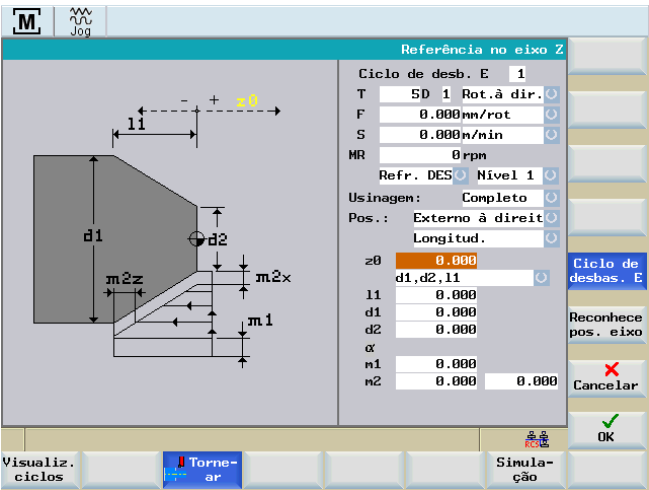 M
Jog
Referência no eixo Z
Ciclo de desb. E 1
T 5D 1 Rot.à dir.
F 0.000 mm/rot
S 0.000 m/min
MR 0 rpm
Refr. DES Nível 1
Usinagem: Completo
Pos.: Externo à direit
Longitud.
z0 0.000
d1,d2,l1
l1 0.000
d1 0.000
d2 0.000
α
m1 0.000
m2 0.000 0.000
- + z0
l1
d1
d2
m2z
m2x
m1
Ciclo de
desbas. E
Reconhece
pos. eixo
Cancelar
OK
RCS
Visualiz.
ciclos
Torne-
ar
Simula-
ção